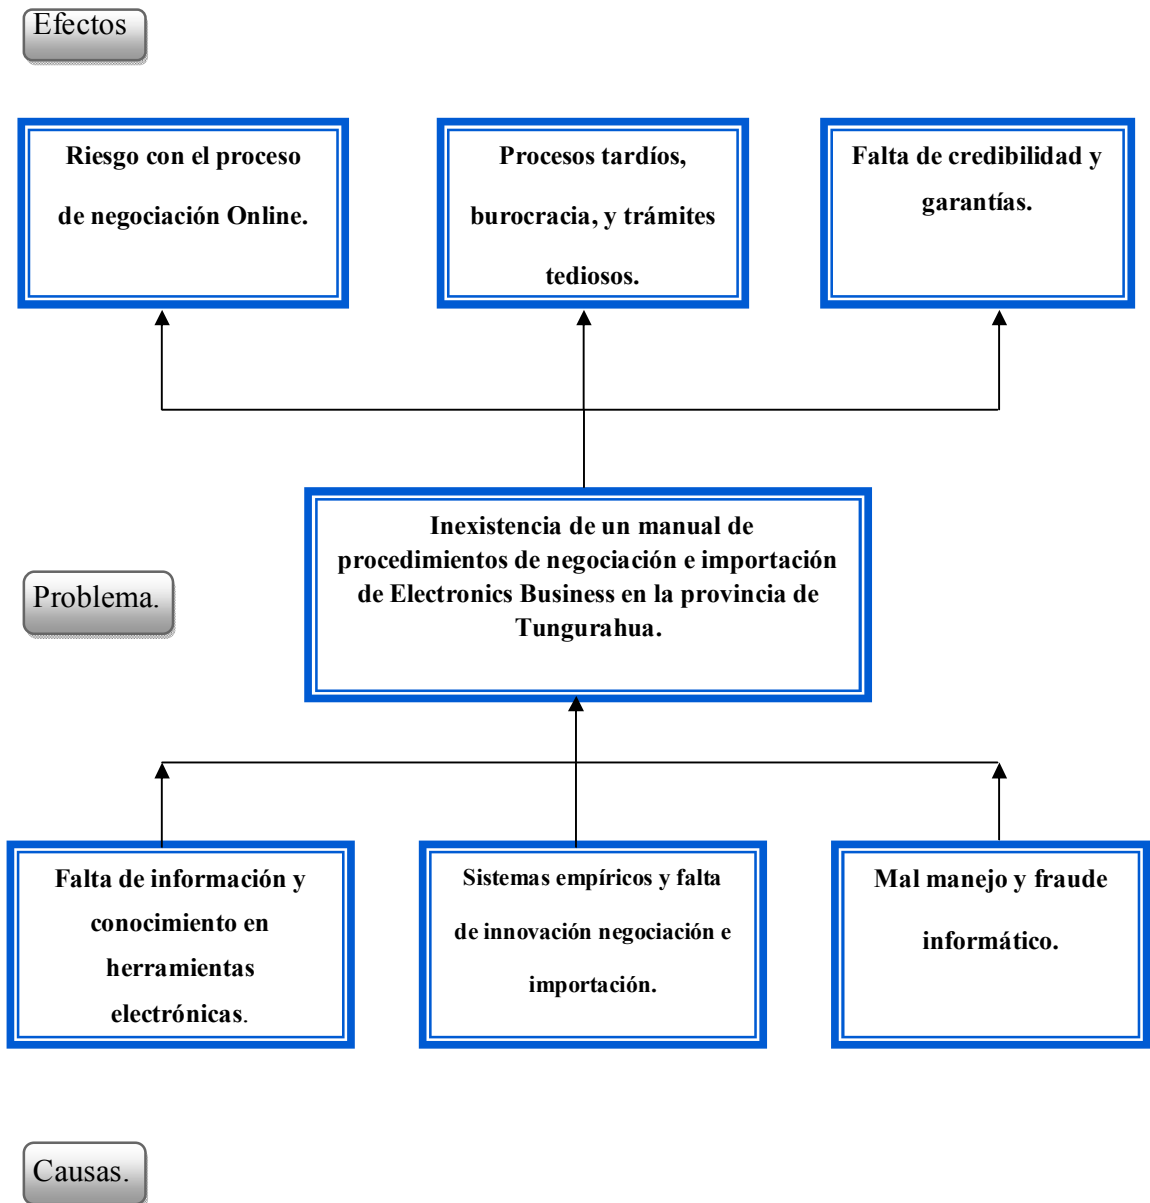 Efectos
Riesgo con el proceso
de negociación Online.
Procesos tardíos,
burocracia, y trámites
tediosos.
Falta de credibilidad y
garantías.
Inexistencia de un manual de
procedimientos de negociación e importación
de Electronics Business en la provincia de
Tungurahua.
Problema.
Falta de información y
conocimiento en
herramientas
electrónicas.
Sistemas empíricos y falta
de innovación negociación e
importación.
Mal manejo y fraude
informático.
Causas.